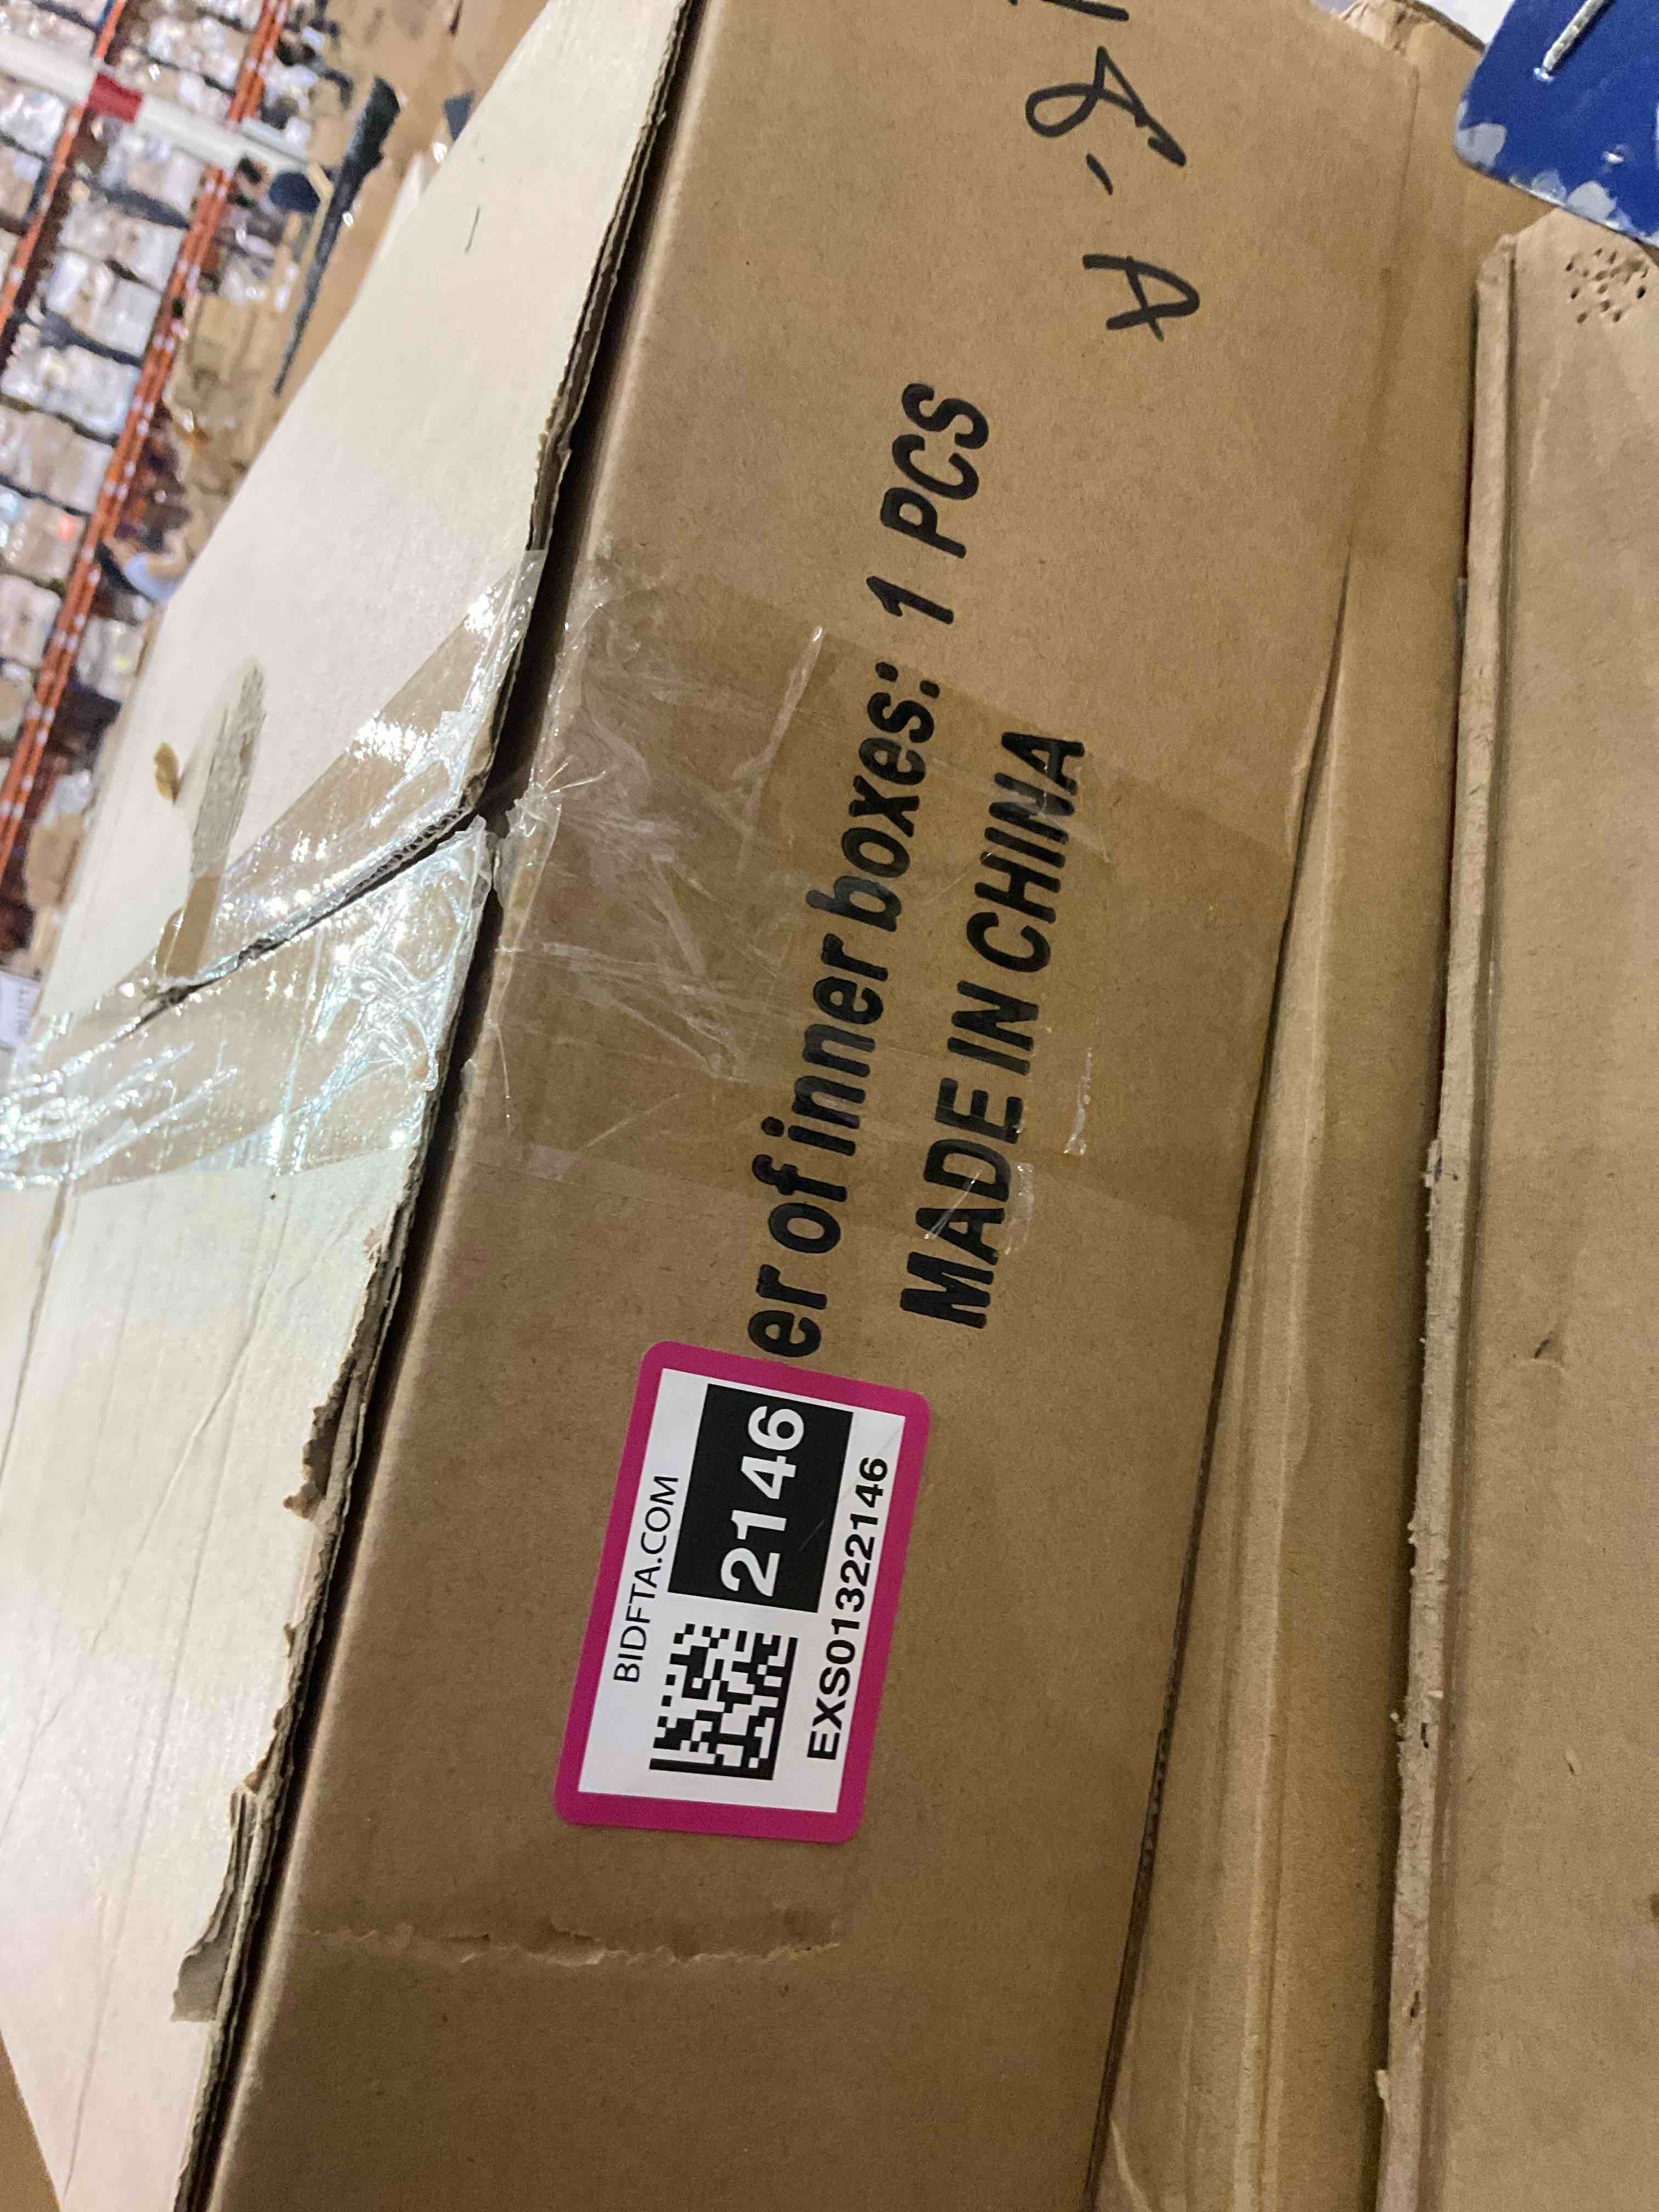 8-A
er of inner boxes: 1 PCS
MADE IN CHINA
BIDFTA.COM
2146
EXS01322146